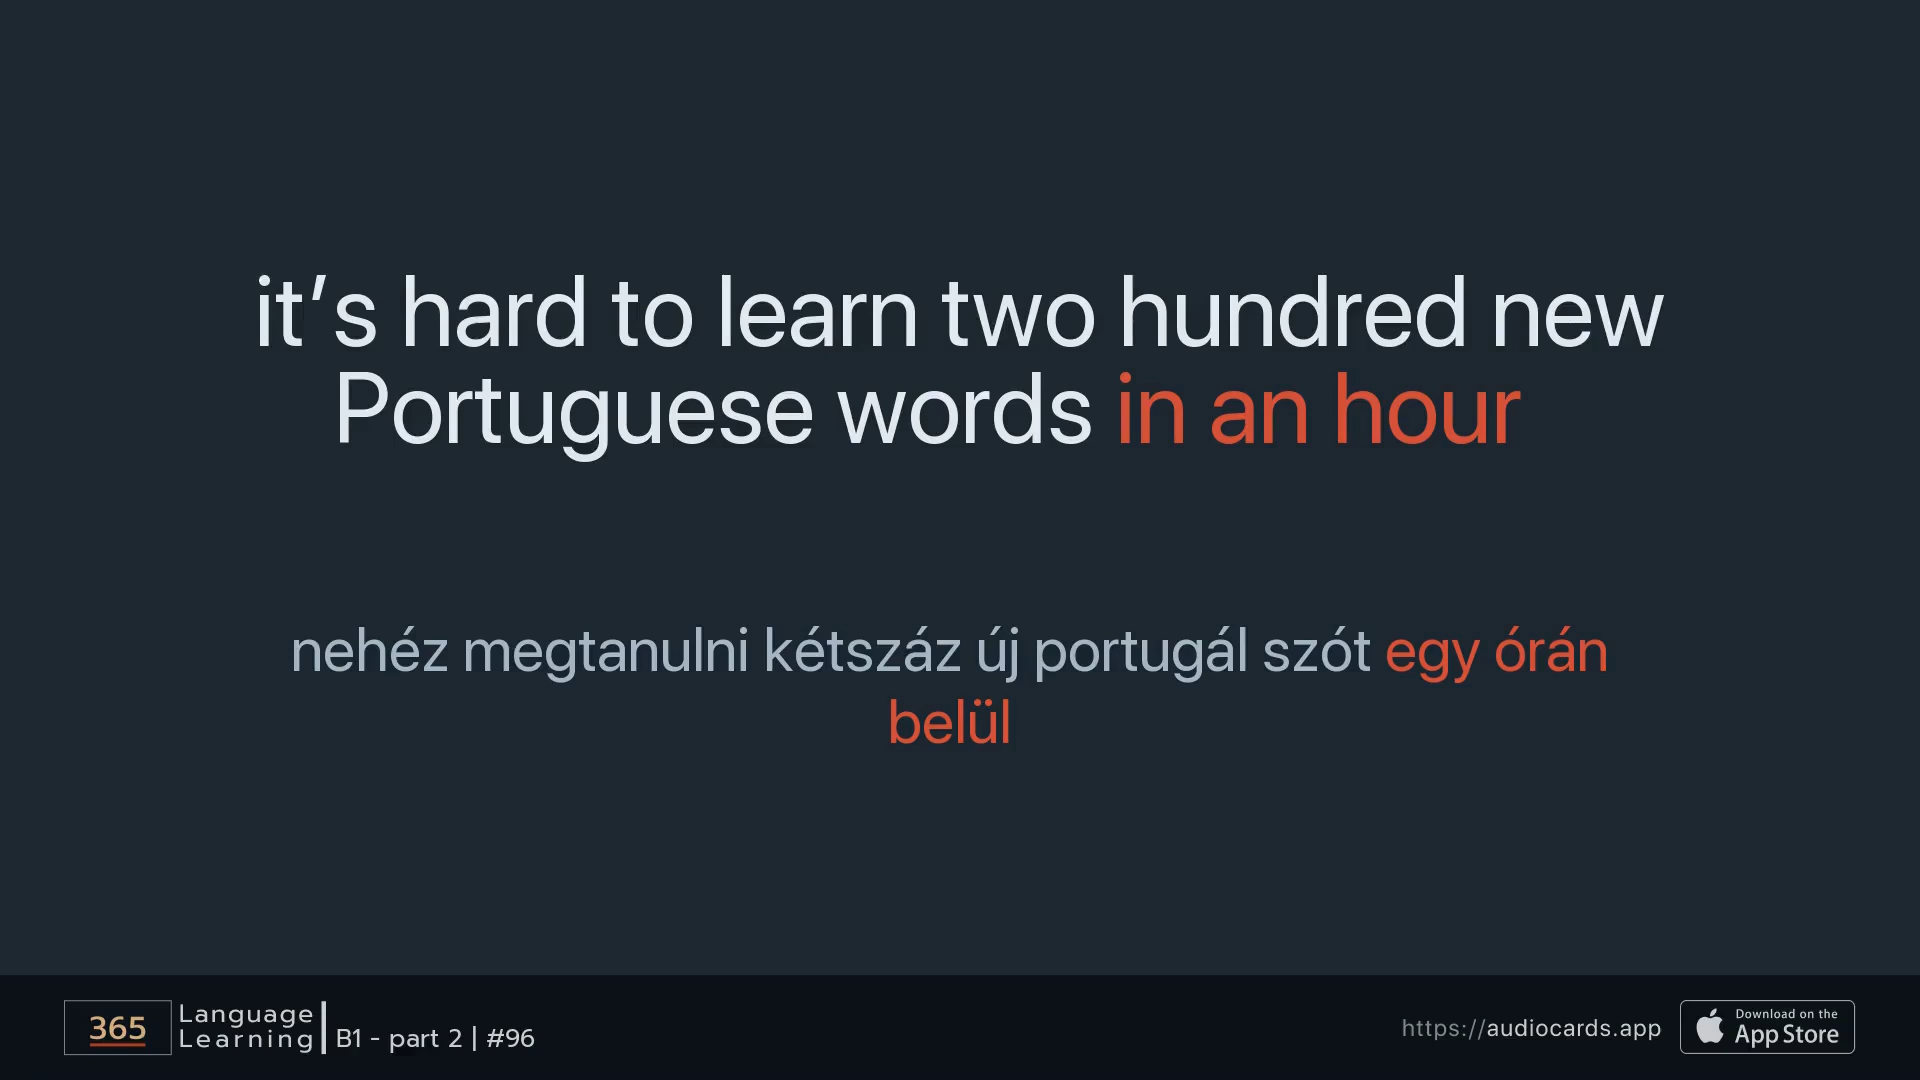 it’s hard to learn two hundred new
Portuguese words in an hour
nehéz megtanulni kétszáz új portugál szót egy órán
belül
365
Language
Learning
B1 - part 2 | #96
https://audiocards.app
Download on the
App Store